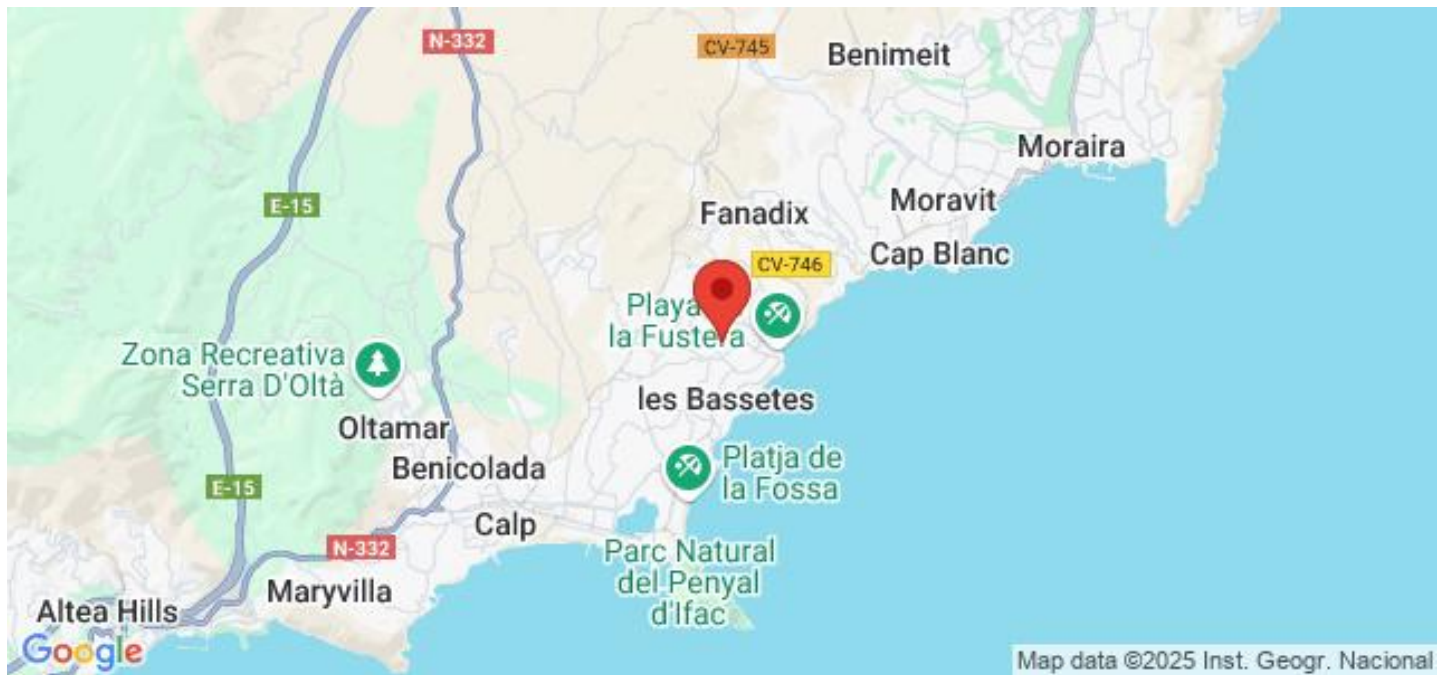 N-332
CV-745
Benimeit
Moraira
E-15
Moravit
Fanadix
Cap Blanc
CV-746
Playa
la Fustera
Zona Recreativa
Serra D'Oltà
les Bassetes
Oltamar
Benicolada
Platja de
la Fossa
E-15
Calp
N-332
Parc Natural
del Penyal
d'Ifac
Maryvilla
Altea Hills
Google
Map data ©2025 Inst. Geogr. Nacional